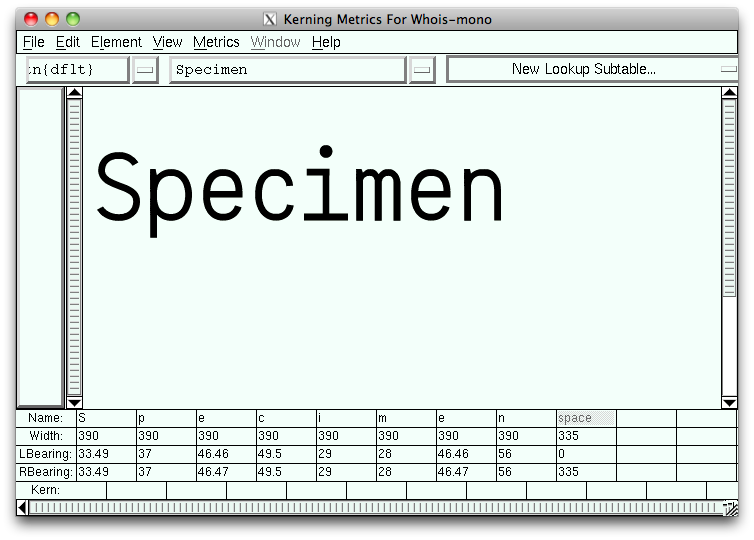 Kerning Metrics For Whois-mono
File Edit Element View Metrics Window Help
n{dflt} Specimen New Lookup Subtable...
Specimen
Name: S p e c i m e n space
Width: 390 390 390 390 390 390 390 390 335
LBearing: 33.49 37 46.46 49.5 29 28 46.46 56 0
RBearing: 33.49 37 46.47 49.5 29 28 46.47 56 335
Kern: